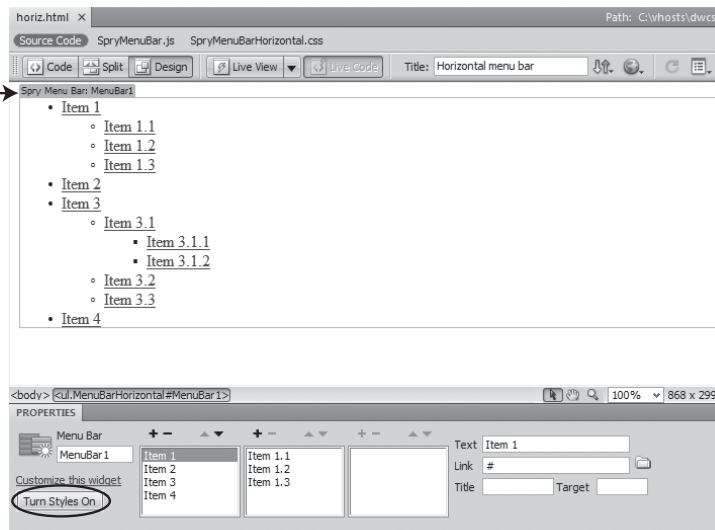 horiz.html × Path: C:\vhosts\dwcs
Source Code SpryMenuBar.js SpryMenuBarHorizontal.css
Code Split Design Live View Live Code Title: Horizontal menu bar
Spry Menu Bar: MenuBar1
• Item 1
◦ Item 1.1
◦ Item 1.2
◦ Item 1.3
• Item 2
• Item 3
◦ Item 3.1
▪ Item 3.1.1
▪ Item 3.1.2
◦ Item 3.2
◦ Item 3.3
• Item 4
<body> <ul.MenuBarHorizontal#MenuBar1> 100% 868 x 299
PROPERTIES
Menu Bar
MenuBar1
Customize this widget
Turn Styles On
Item 1
Item 2
Item 3
Item 4
Item 1.1
Item 1.2
Item 1.3
Text Item 1
Link #
Title Target